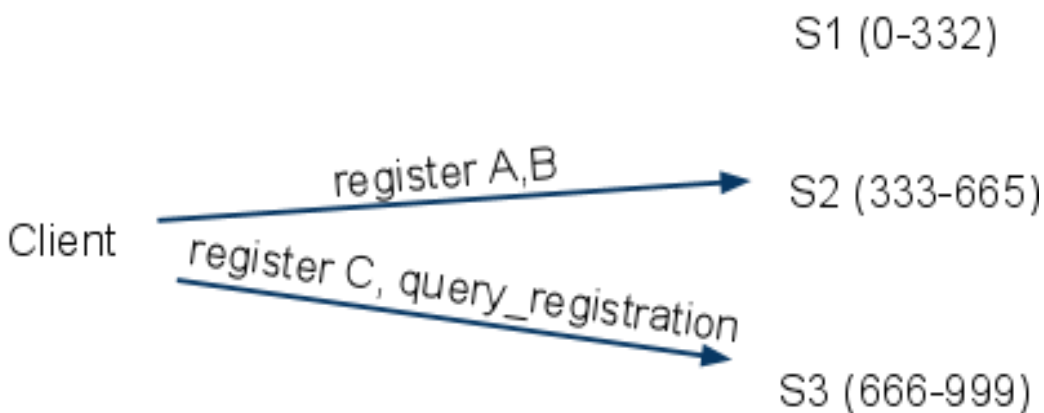 S1 (0-332)
register A,B
S2 (333-665)
Client
register C, query_registration
S3 (666-999)